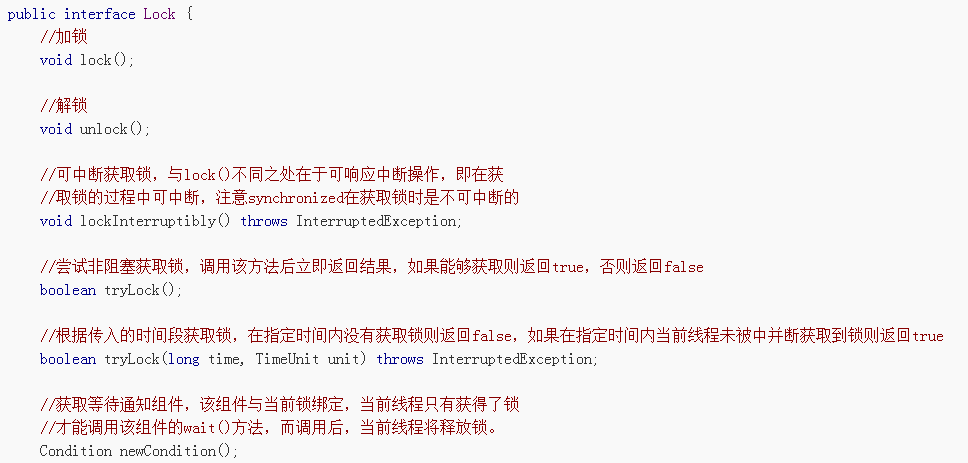 public interface Lock {
//加锁
void lock();
//解锁
void unlock();
//可中断获取锁，与lock()不同之处在于可响应中断操作，即在获
//取锁的过程中可中断，注意synchronized在获取锁时是不可中断的
void lockInterruptibly() throws InterruptedException;
//尝试非阻塞获取锁，调用该方法后立即返回结果，如果能够获取则返回true，否则返回false
boolean tryLock();
//根据传入的时间段获取锁，在指定时间内没有获取锁则返回false，如果在指定时间内当前线程未被中并断获取到锁则返回true
boolean tryLock(long time, TimeUnit unit) throws InterruptedException;
//获取等待通知组件，该组件与当前锁绑定，当前线程只有获得了锁
//才能调用该组件的wait()方法，而调用后，当前线程将释放锁。
Condition newCondition();